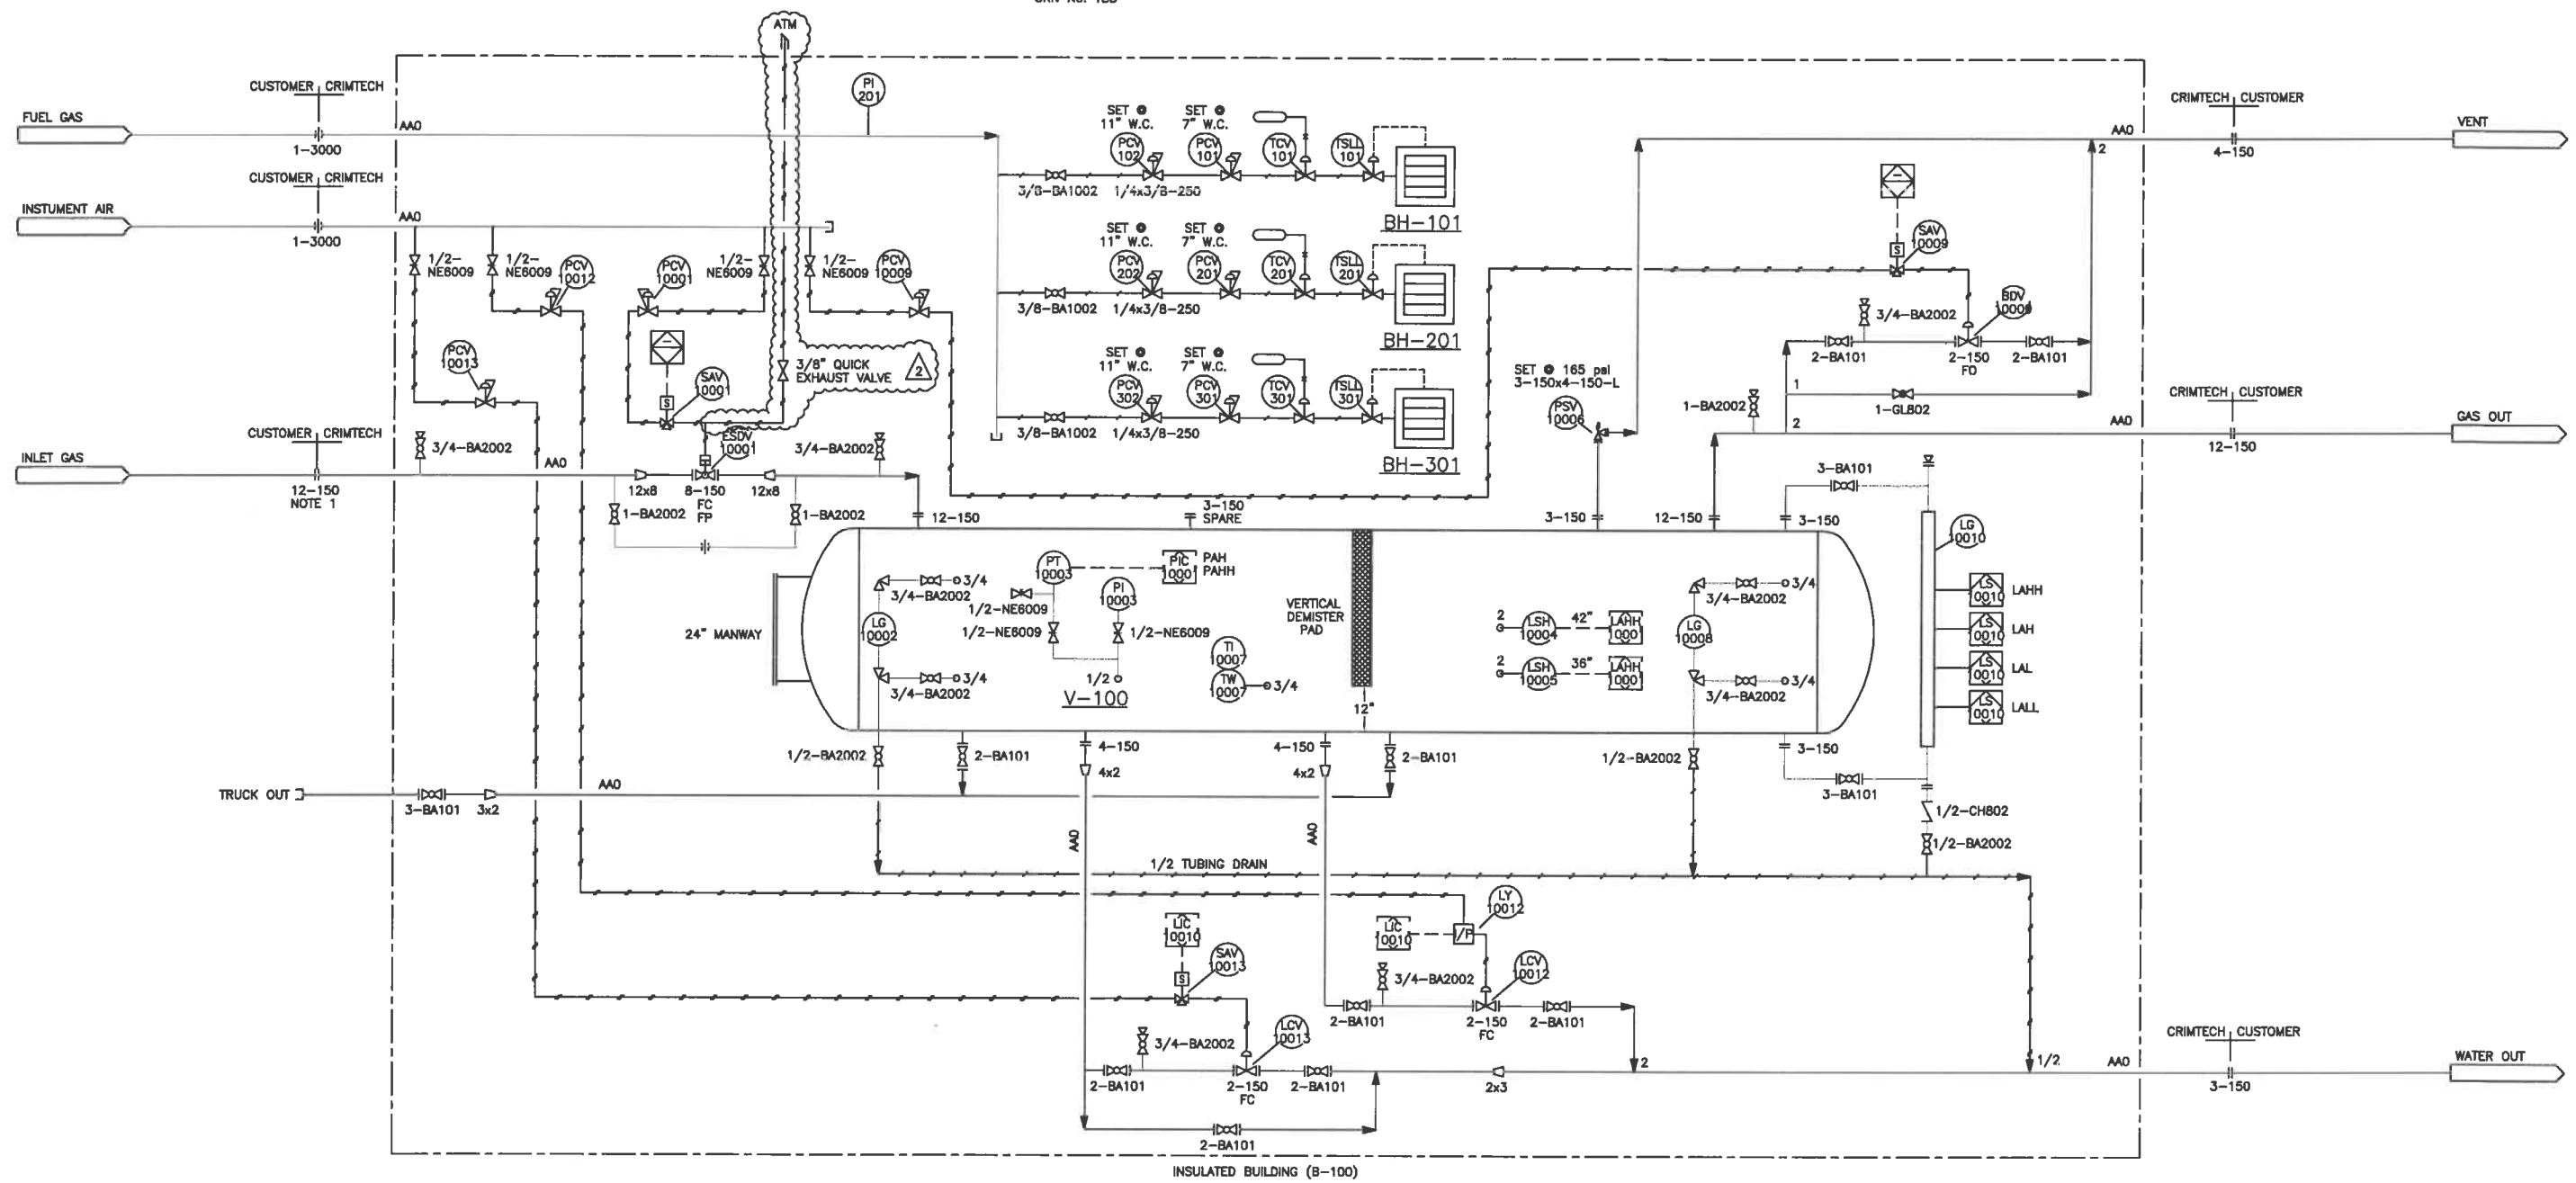 ATM
CUSTOMER CRIMTECH
FUEL GAS
AA0
1-3000
PI
201
CUSTOMER CRIMTECH
INSTUMENT AIR
AA0
1-3000
1/2-
NE6009
1/2-
NE6009
PCV
10012
PCV
10001
1/2-
NE6009
1/2-
NE6009
PCV
10009
PCV
10013
SAV
10001
S
3/8" QUICK
EXHAUST VALVE
2
SET @
11" W.C.
SET @
7" W.C.
PCV
102
PCV
101
TCV
101
TSLL
101
3/8-BA1002
1/4x3/8-250
BH-101
SET @
11" W.C.
SET @
7" W.C.
PCV
202
PCV
201
TCV
201
TSLL
201
3/8-BA1002
1/4x3/8-250
BH-201
SET @
11" W.C.
SET @
7" W.C.
PCV
302
PCV
301
TCV
301
TSLL
301
3/8-BA1002
1/4x3/8-250
BH-301
CRIMTECH CUSTOMER
AA0
VENT
4-150
2
SAV
10009
S
BDV
3/4-BA2002
2-BA101
2-150
FO
2-BA101
1
1-GL802
SET @ 165 psi
3-150x4-150-L
PSV
10006
1-BA2002
2
CRIMTECH CUSTOMER
AA0
GAS OUT
12-150
CUSTOMER CRIMTECH
INLET GAS
12-150
NOTE 1
3/4-BA2002
AA0
12x8
ESDV
10001
8-150
FC
FP
12x8
3/4-BA2002
1-BA2002
1-BA2002
12-150
3-150
SPARE
3-150
12-150
3-150
3-BA101
LG
10010
24" MANWAY
3/4
3/4-BA2002
LG
10002
3/4
3/4-BA2002
PT
10003
PIC
PAH
PAHH
1/2-NE6009
PI
10003
1/2-NE6009
1/2-NE6009
1/2
V-100
TI
10007
TW
10007
3/4
VERTICAL
DEMISTER
PAD
12"
2
LSH
10004
42"
LAHH
2
LSH
10005
36"
LAHH
3/4
3/4-BA2002
LG
10008
3/4
3/4-BA2002
LS
LAHH
LS
LAH
LS
LAL
LS
LALL
1/2-BA2002
2-BA101
4-150
4x2
4-150
4x2
2-BA101
1/2-BA2002
3-150
3-BA101
1/2-CH802
1/2-BA2002
TRUCK OUT
3-BA101
3x2
AA0
AA0
AA0
1/2 TUBING DRAIN
LIC
10010
SAV
10013
S
LIC
10010
I/P
LY
10012
3/4-BA2002
LCV
10012
2-BA101
2-150
FC
2-BA101
3/4-BA2002
LCV
10013
2-BA101
2-150
FC
2-BA101
2-BA101
2x3
2
1/2
CRIMTECH CUSTOMER
AA0
WATER OUT
3-150
INSULATED BUILDING (B-100)